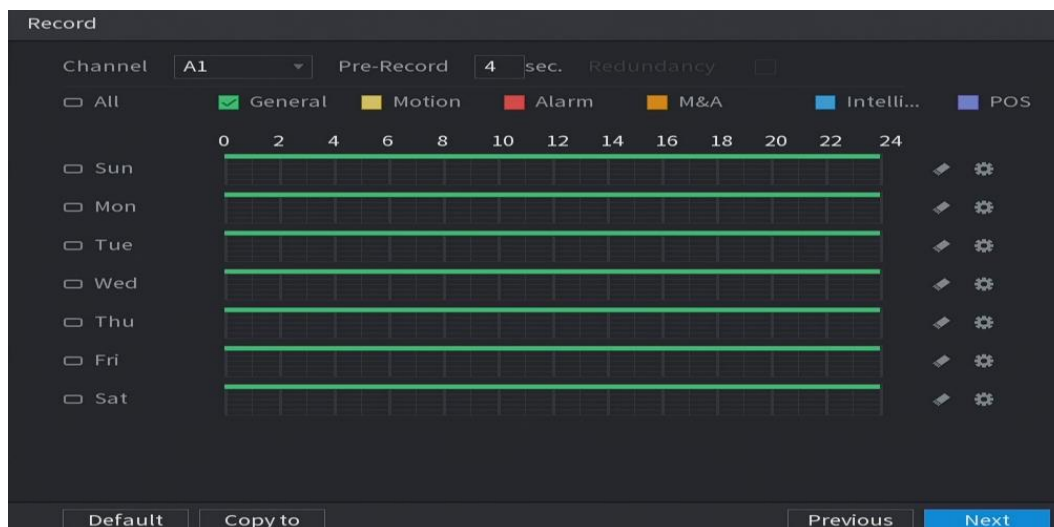 Record
Channel A1 Pre-Record 4 sec. Redundancy
All General Motion Alarm M&A Intelli... POS
0 2 4 6 8 10 12 14 16 18 20 22 24
Sun
Mon
Tue
Wed
Thu
Fri
Sat
Default Copy to Previous Next